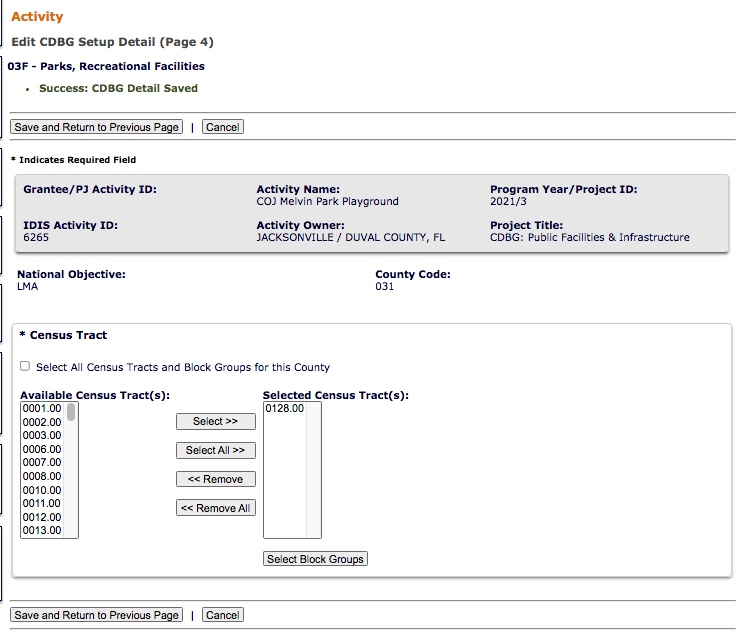 Activity
Edit CDBG Setup Detail (Page 4)
03F - Parks, Recreational Facilities
• Success: CDBG Detail Saved
Save and Return to Previous Page | Cancel
* Indicates Required Field
Grantee/PJ Activity ID: Activity Name: Program Year/Project ID:
COJ Melvin Park Playground 2021/3
IDIS Activity ID: Activity Owner: Project Title:
6265 JACKSONVILLE / DUVAL COUNTY, FL CDBG: Public Facilities & Infrastructure
National Objective: County Code:
LMA 031
* Census Tract
Select All Census Tracts and Block Groups for this County
Available Census Tract(s): Selected Census Tract(s):
0001.00 0128.00
0002.00 Select >>
0003.00
0006.00 Select All >>
0007.00
0008.00 << Remove
0010.00
0011.00 << Remove All
0012.00
0013.00
Select Block Groups
Save and Return to Previous Page | Cancel